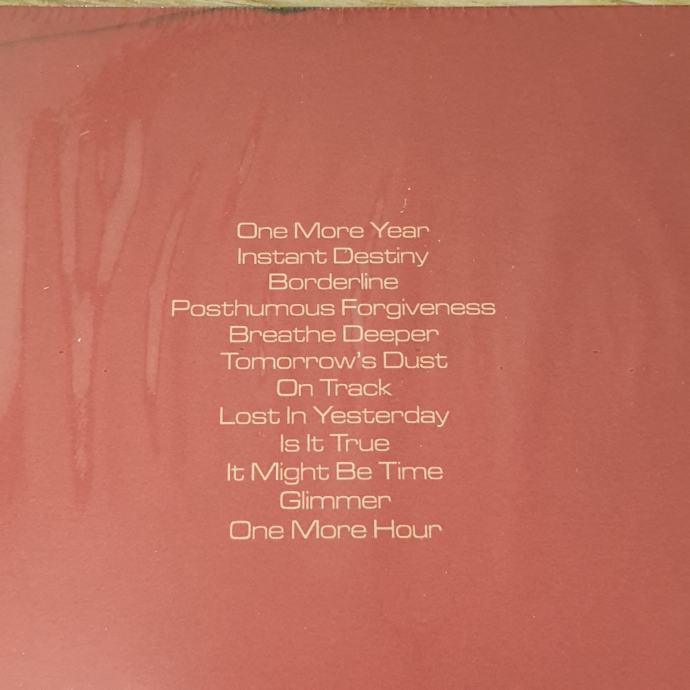 One More Year
Instant Destiny
Borderline
Posthumous Forgiveness
Breathe Deeper
Tomorrow's Dust
On Track
Lost In Yesterday
Is It True
It Might Be Time
Glimmer
One More Hour